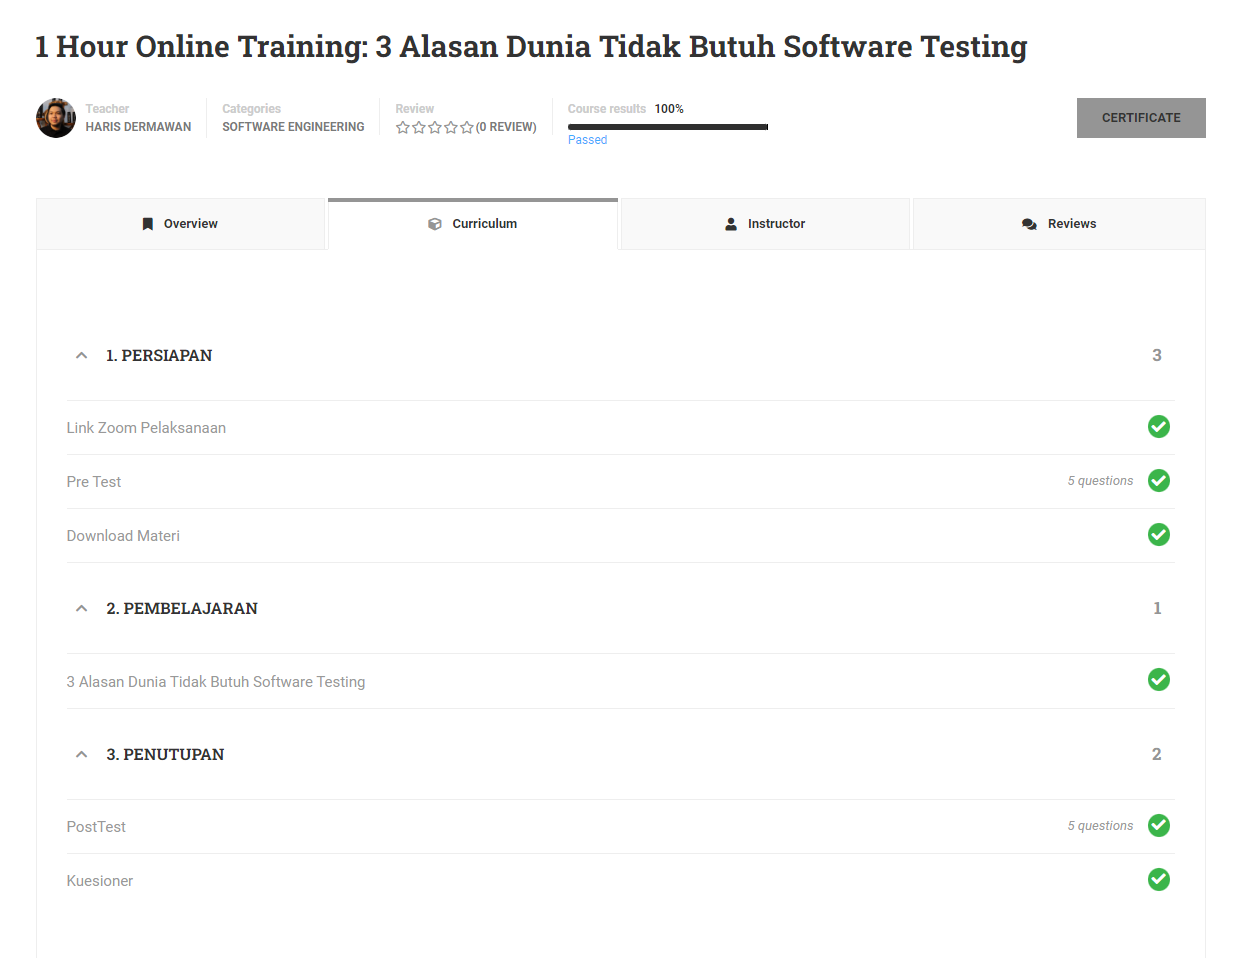 1 Hour Online Training: 3 Alasan Dunia Tidak Butuh Software Testing
Teacher
HARIS DERMAWAN
Categories
SOFTWARE ENGINEERING
Review
(0 REVIEW)
Course results 100%
Passed
CERTIFICATE
Overview
Curriculum
Instructor
Reviews
1. PERSIAPAN 3
Link Zoom Pelaksanaan
Pre Test 5 questions
Download Materi
2. PEMBELAJARAN 1
3 Alasan Dunia Tidak Butuh Software Testing
3. PENUTUPAN 2
PostTest 5 questions
Kuesioner